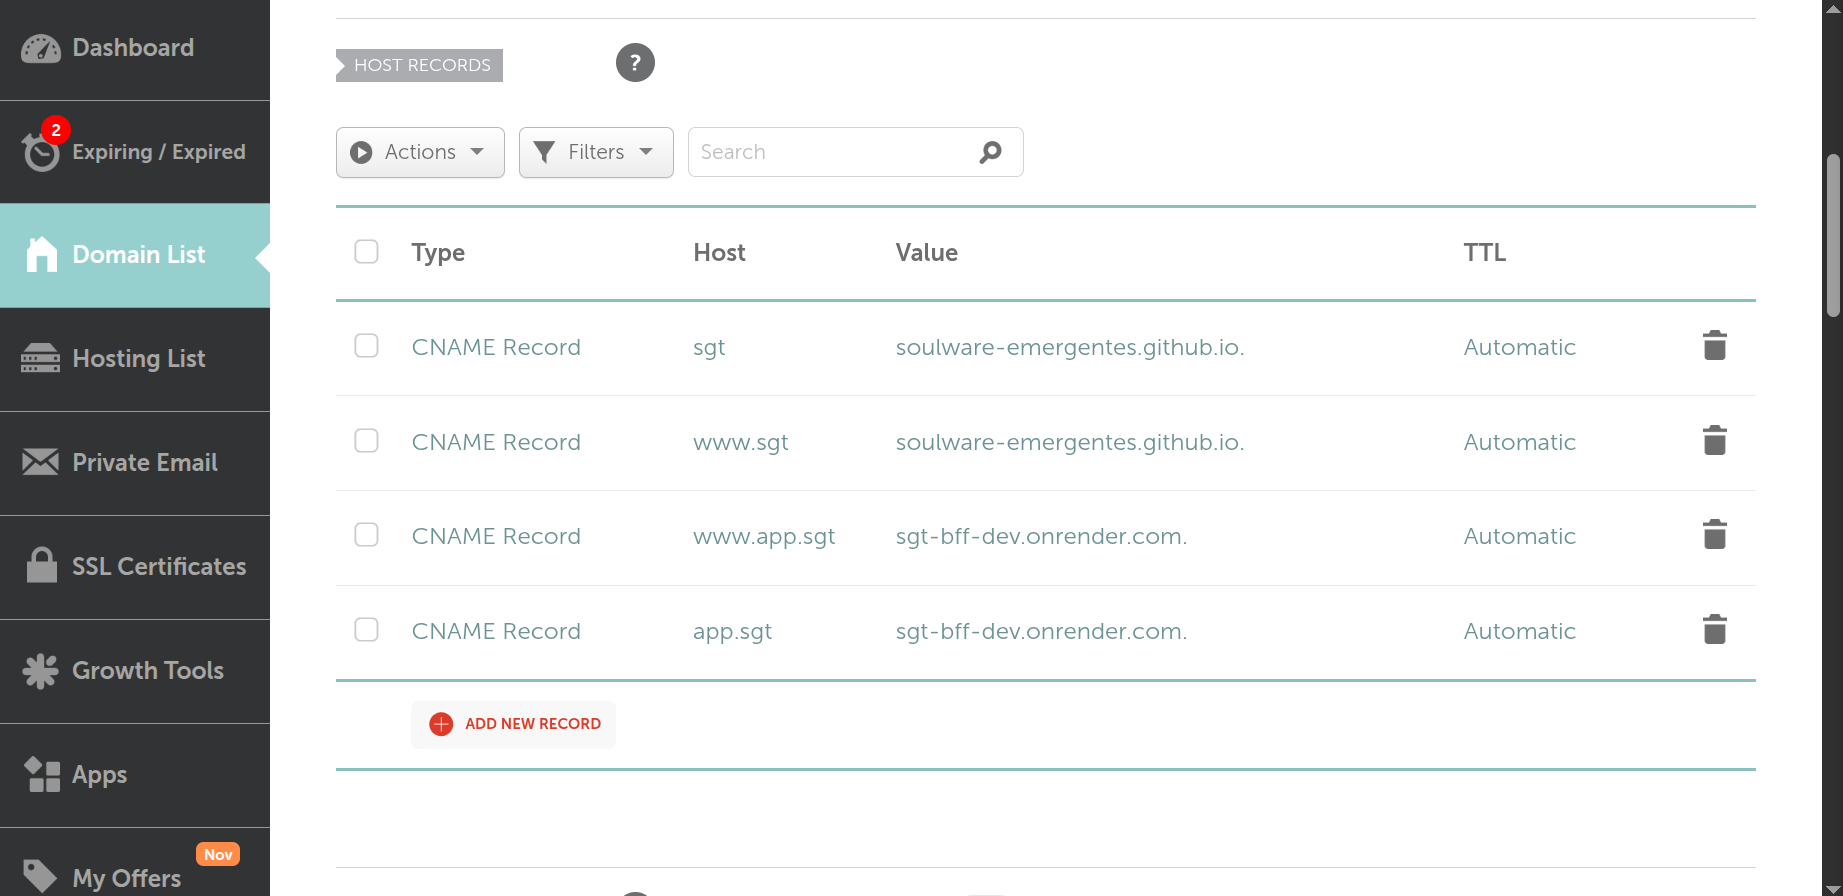 Dashboard
2
Expiring / Expired
Domain List
Hosting List
Private Email
SSL Certificates
Growth Tools
Apps
Nov
My Offers
HOST RECORDS
?
Actions
Filters
Search
Type Host Value TTL
CNAME Record sgt soulware-emergentes.github.io. Automatic
CNAME Record www.sgt soulware-emergentes.github.io. Automatic
CNAME Record www.app.sgt sgt-bff-dev.onrender.com. Automatic
CNAME Record app.sgt sgt-bff-dev.onrender.com. Automatic
ADD NEW RECORD